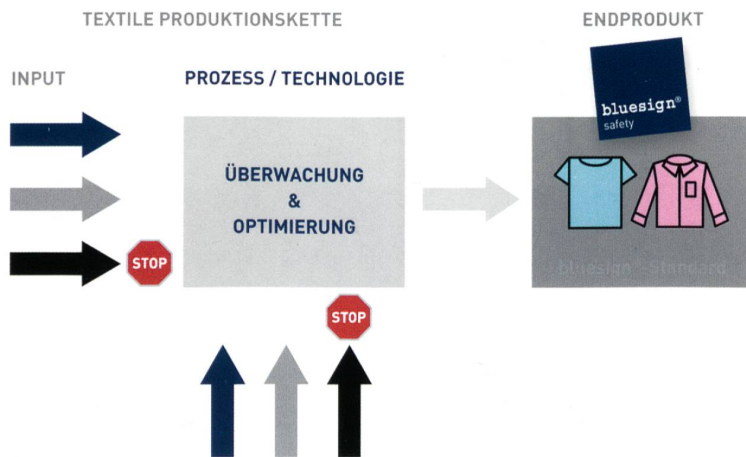 TEXTILE PRODUKTIONSKETTE
ENDPRODUKT
INPUT
PROZESS / TECHNOLOGIE
bluesign®
safety
ÜBERWACHUNG
&
OPTIMIERUNG
STOP
bluesign®-Standard
STOP